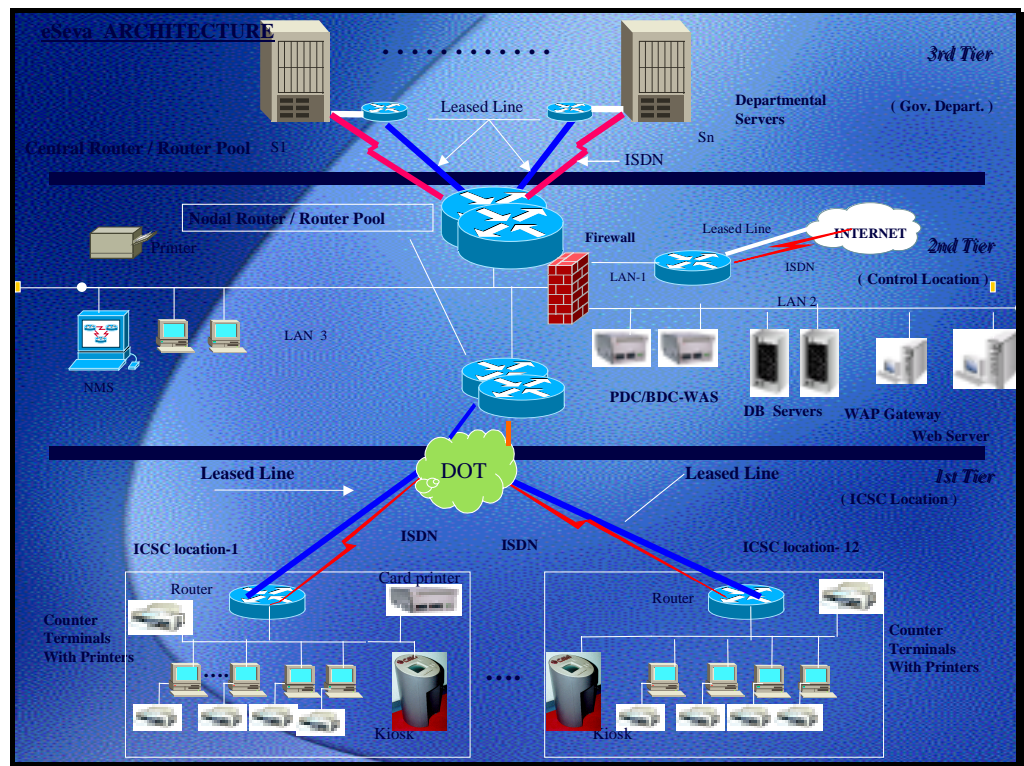 eSeva ARCHITECTURE
3rd Tier
Leased Line
Departmental
Servers
( Gov. Depart. )
Sn
Central Router / Router Pool
S1
ISDN
Nodal Router / Router Pool
Printer
Firewall
Leased Line
INTERNET
2nd Tier
LAN-1
ISDN
( Control Location )
LAN 2
LAN 3
NMS
PDC/BDC-WAS
DB Servers
WAP Gateway
Web Server
DOT
Leased Line
Leased Line
1st Tier
( ICSC Location )
ISDN
ISDN
ICSC location-1
ICSC location- 12
Router
Card printer
Router
Counter
Terminals
With Printers
Counter
Terminals
With Printers
Kiosk
Kiosk